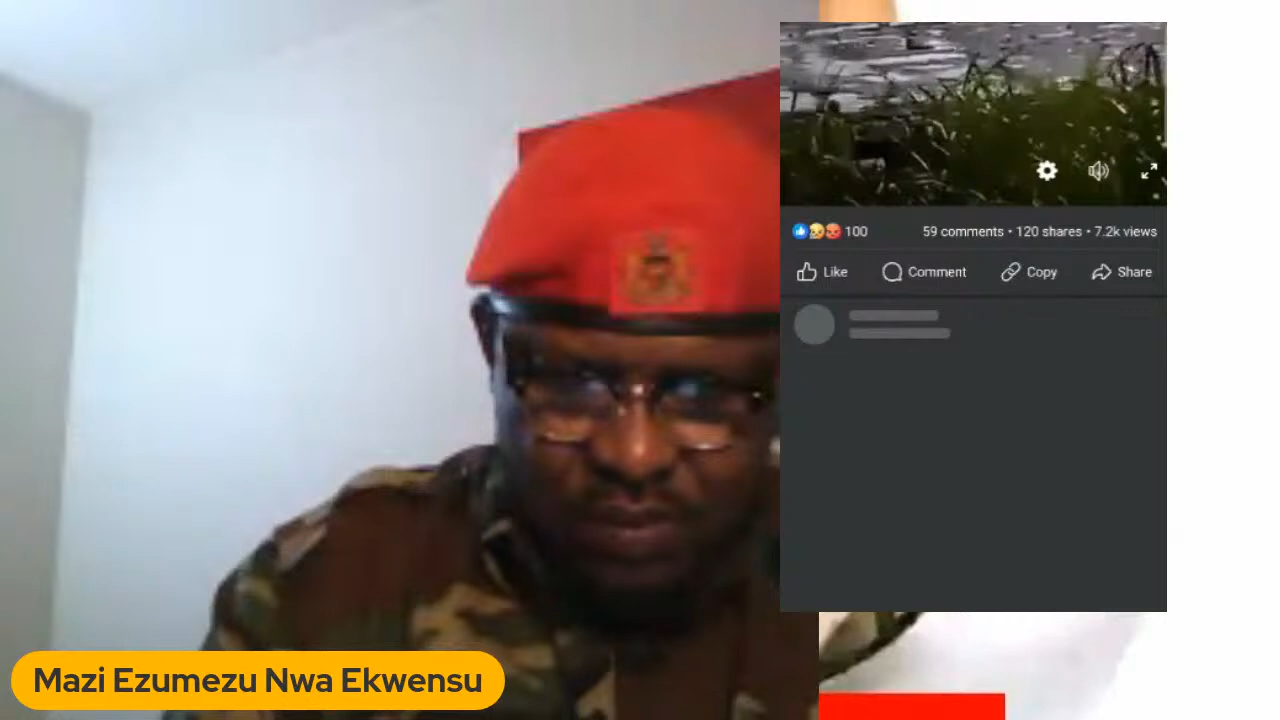 100
59 comments • 120 shares • 7.2k views
Like
Comment
Copy
Share
Mazi Ezumezu Nwa Ekwensu